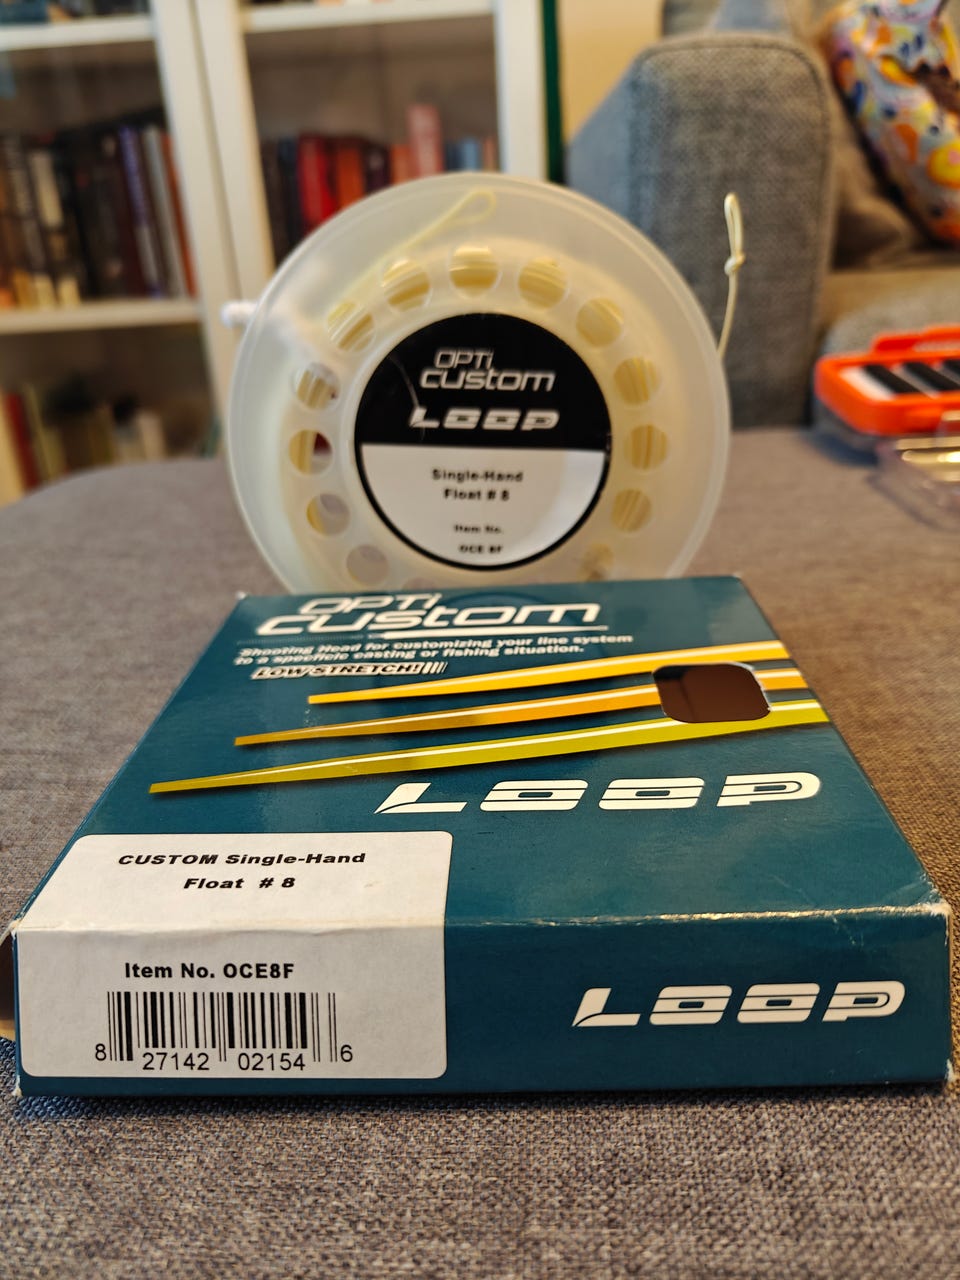 OPTi
custom
LOOP
Single-Hand
Float # 8
Item No.
OCE 8F
OPTi
custom
Shooting Head for customizing your line system
to a specificic casting or fishing situation.
LOW STRETCH!
LOOP
CUSTOM Single-Hand
Float # 8
Item No. OCE8F
8 27142 02154 6
LOOP